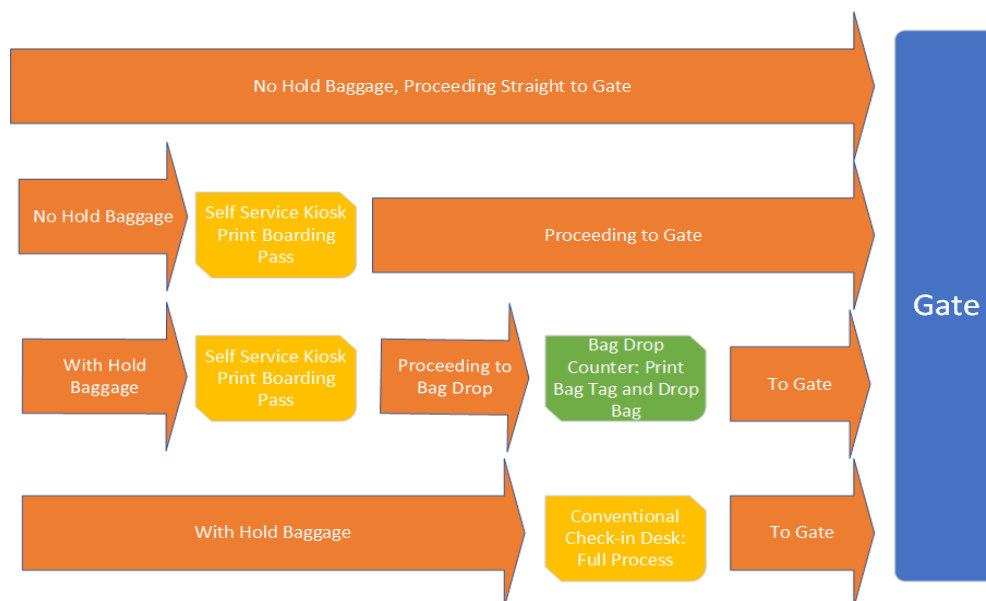 No Hold Baggage, Proceeding Straight to Gate
No Hold Baggage
Self Service Kiosk
Print Boarding
Pass
Proceeding to Gate
Gate
With Hold
Baggage
Self Service Kiosk
Print Boarding
Pass
Proceeding to
Bag Drop
Bag Drop
Counter: Print
Bag Tag and Drop
Bag
To Gate
With Hold Baggage
Conventional
Check-in Desk:
Full Process
To Gate